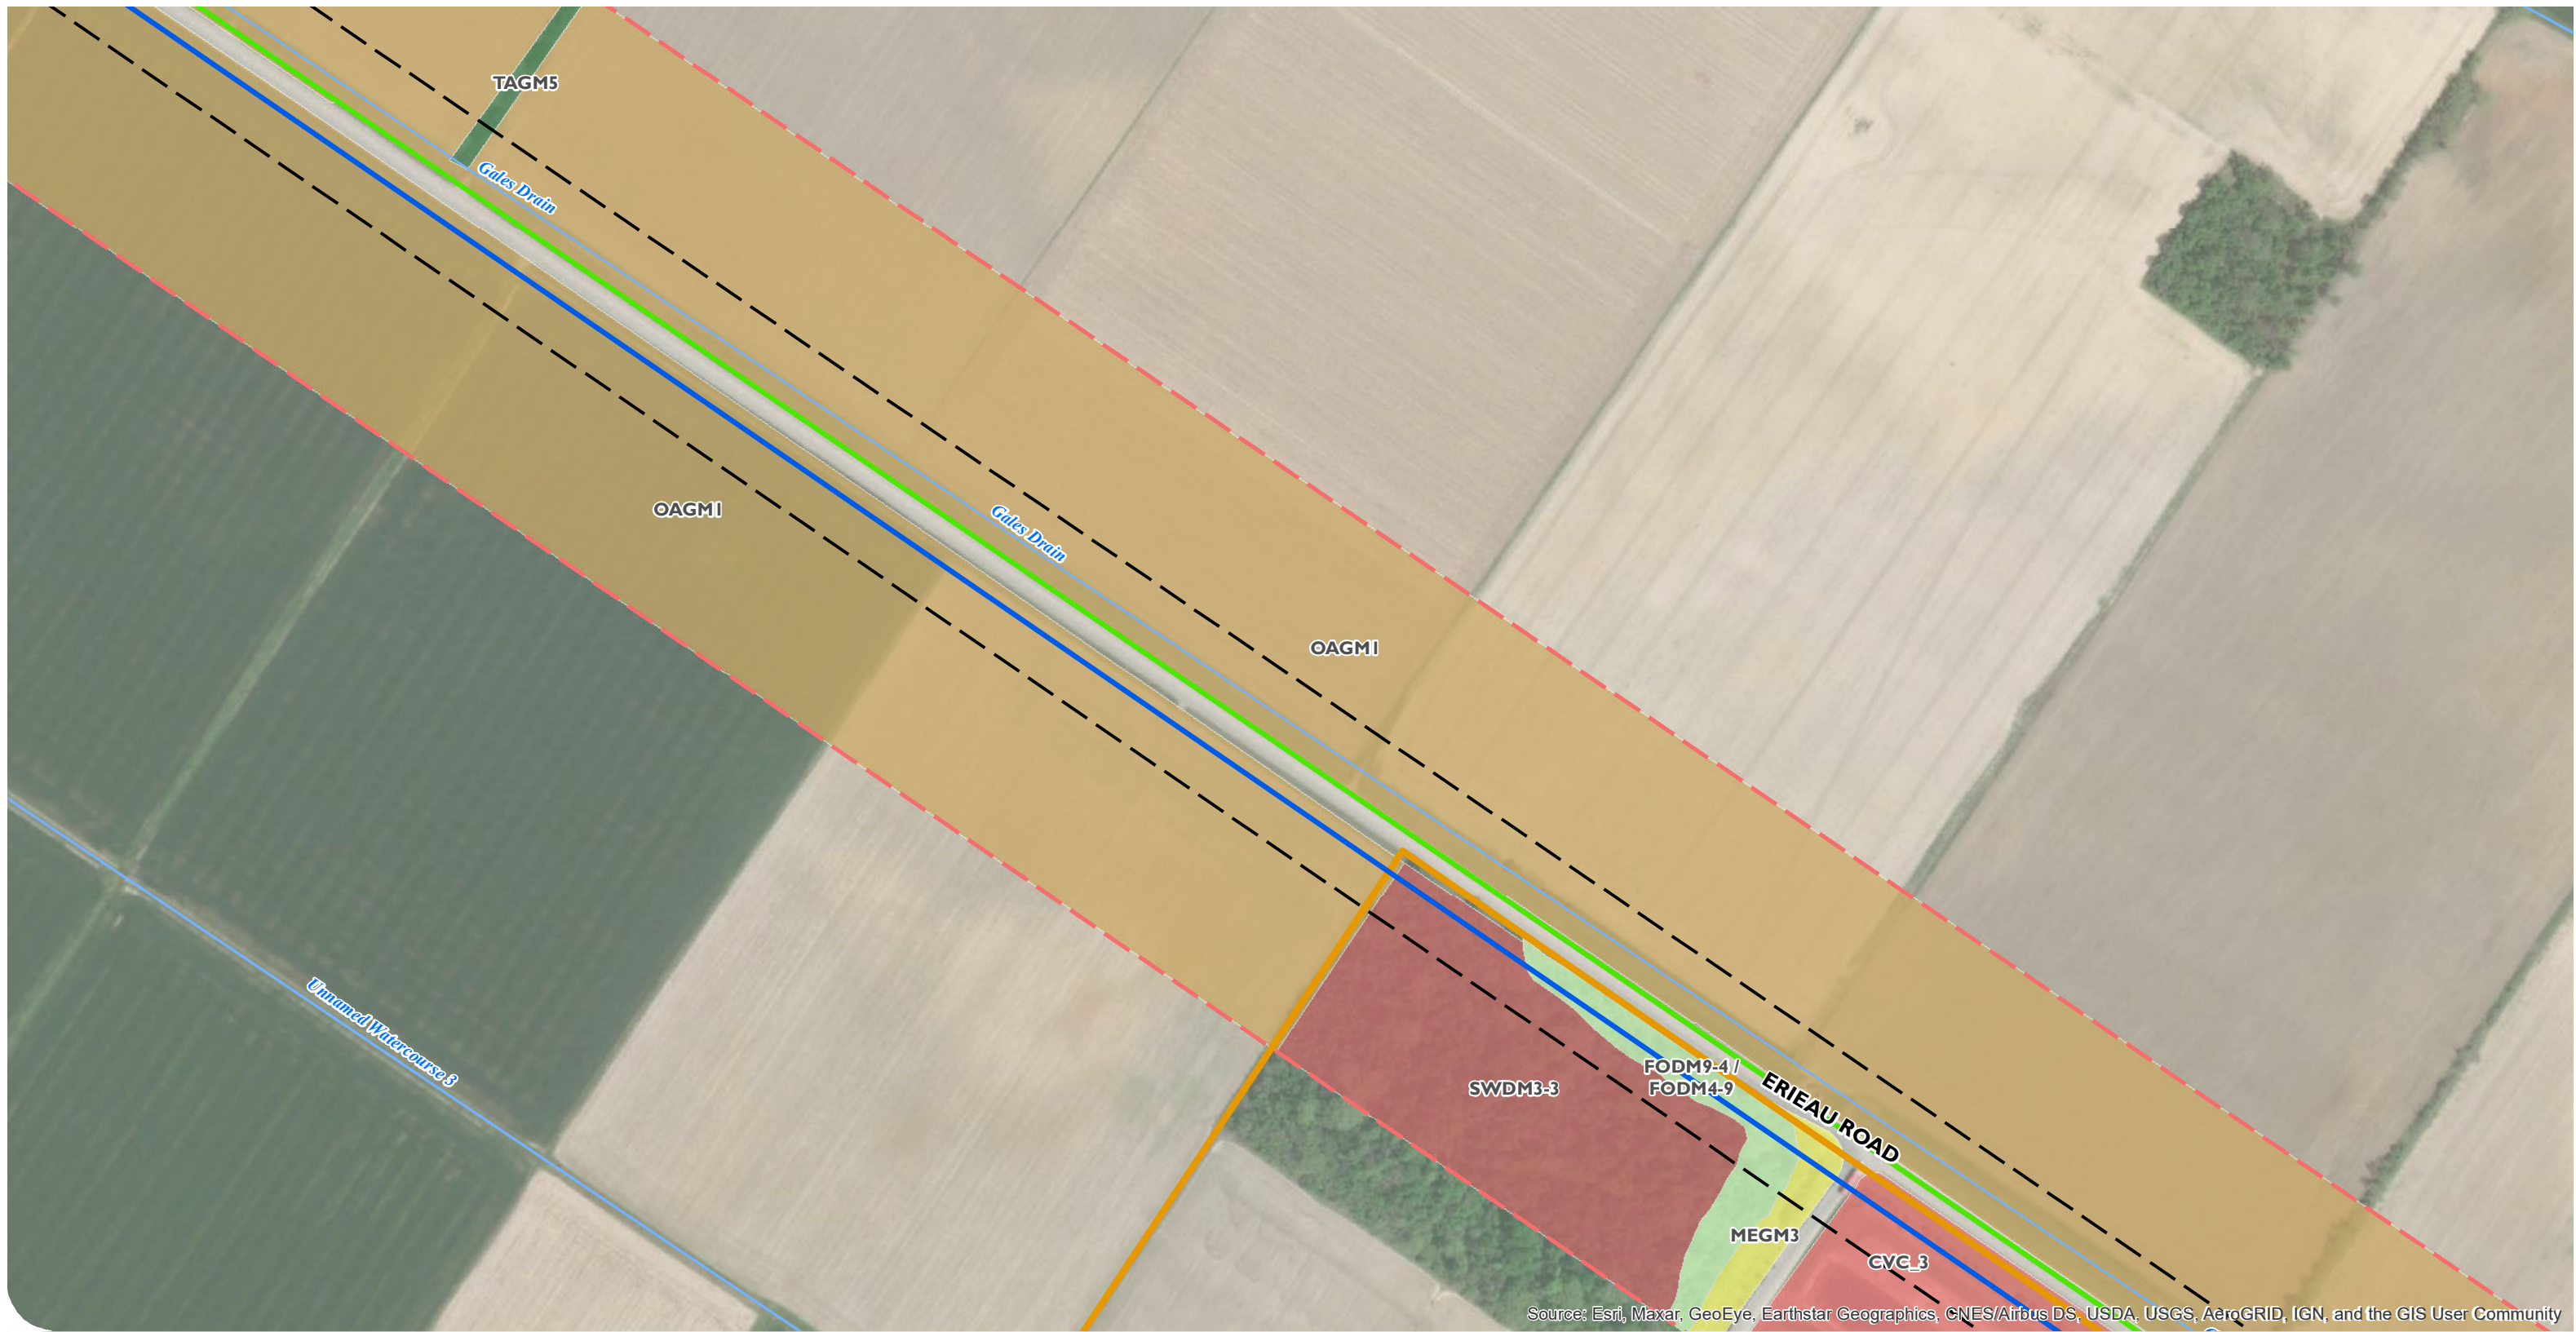 TAGM5
Gales Drain
OAGM1
Gales Drain
OAGM1
Unnamed Watercourse 3
SWDM3-3
FODM9-4 /
FODM4-9
ERIEAU ROAD
MEGM3
CVC_3
Source: Esri, Maxar, GeoEye, Earthstar Geographics, CNES/Airbus DS, USDA, USGS, AeroGRID, IGN, and the GIS User Community